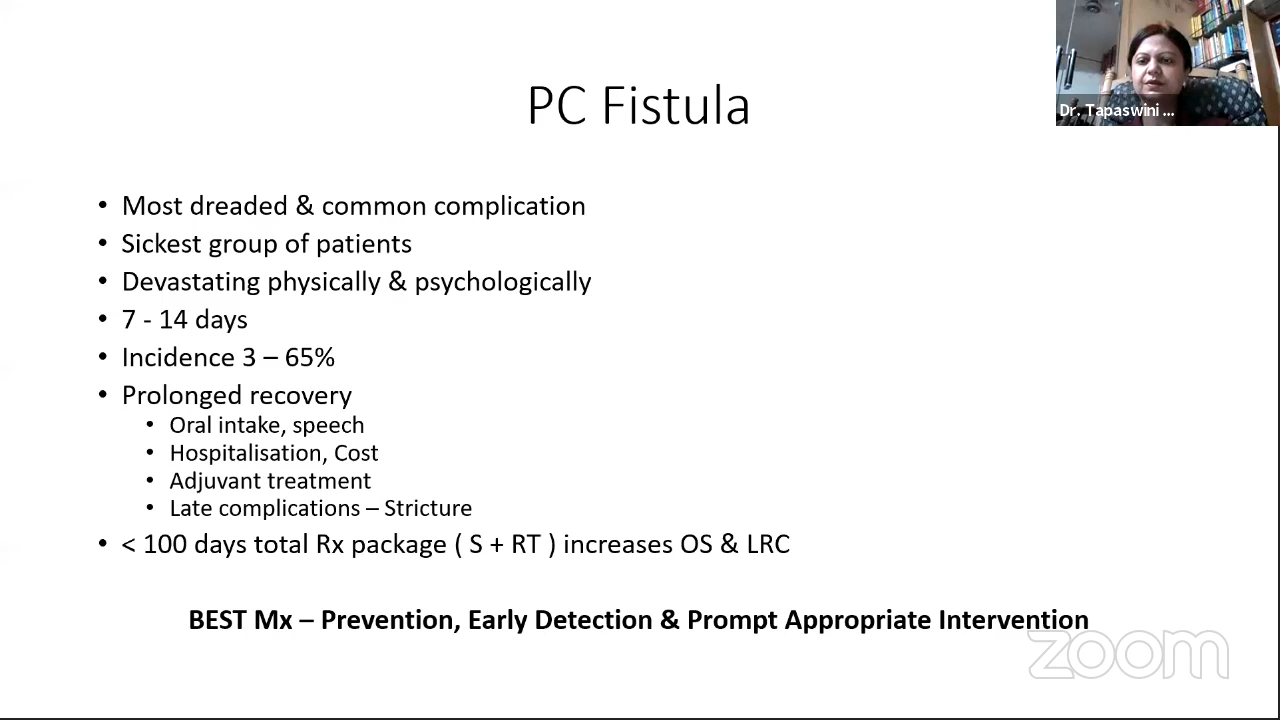 Dr. Tapaswini ...
PC Fistula
• Most dreaded & common complication
• Sickest group of patients
• Devastating physically & psychologically
• 7 - 14 days
• Incidence 3 – 65%
• Prolonged recovery
• Oral intake, speech
• Hospitalisation, Cost
• Adjuvant treatment
• Late complications – Stricture
• < 100 days total Rx package ( S + RT ) increases OS & LRC
BEST Mx – Prevention, Early Detection & Prompt Appropriate Intervention
zoom